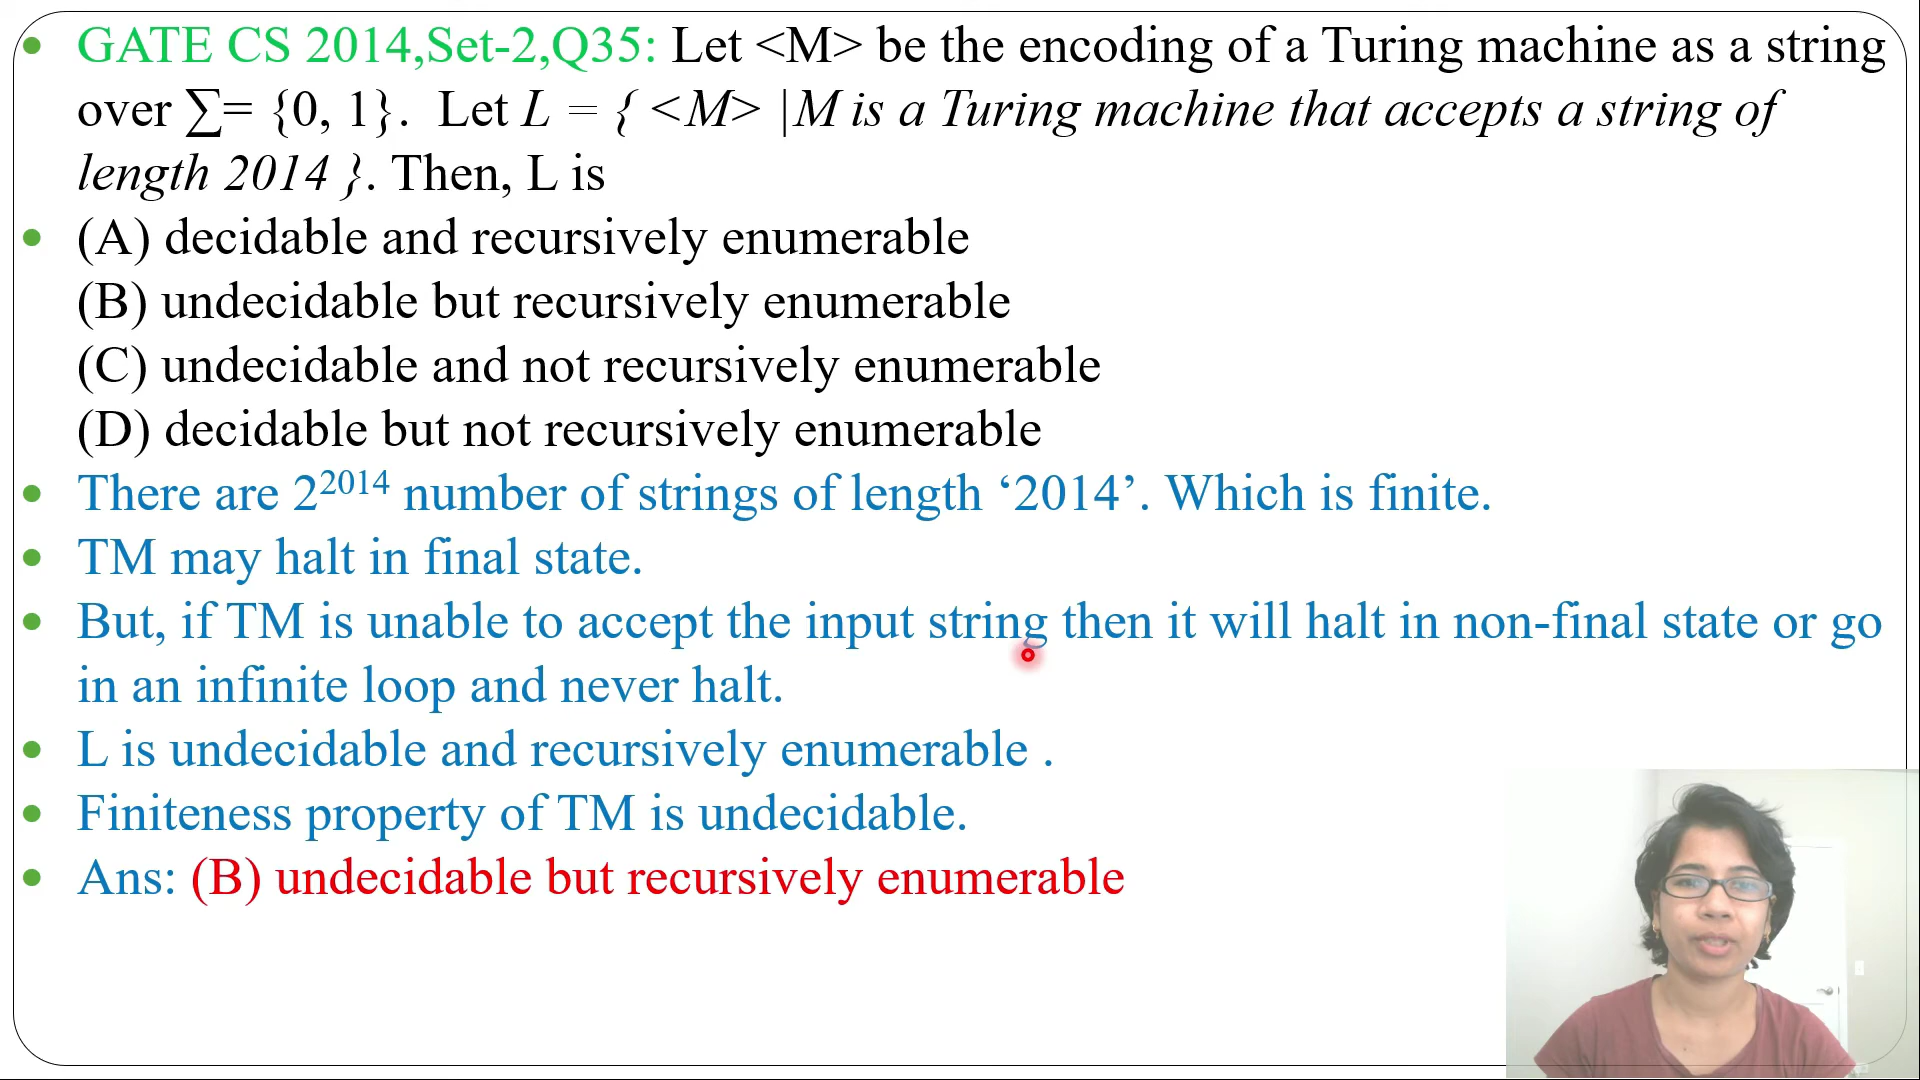 GATE CS 2014,Set-2,Q35: Let <M> be the encoding of a Turing machine as a string
over ∑= {0, 1}. Let L = { <M> |M is a Turing machine that accepts a string of
length 2014 }. Then, L is
(A) decidable and recursively enumerable
(B) undecidable but recursively enumerable
(C) undecidable and not recursively enumerable
(D) decidable but not recursively enumerable
There are 2²⁰¹⁴ number of strings of length ‘2014’. Which is finite.
TM may halt in final state.
But, if TM is unable to accept the input string then it will halt in non-final state or go
in an infinite loop and never halt.
L is undecidable and recursively enumerable .
Finiteness property of TM is undecidable.
Ans: (B) undecidable but recursively enumerable